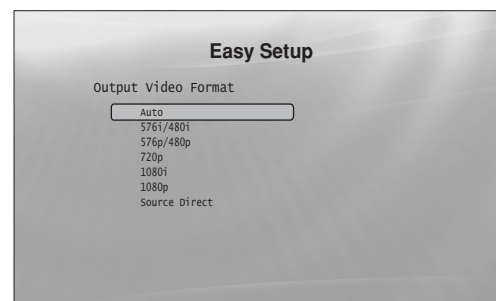 Easy Setup
Output Video Format
Auto
576i/480i
576p/480p
720p
1080i
1080p
Source Direct